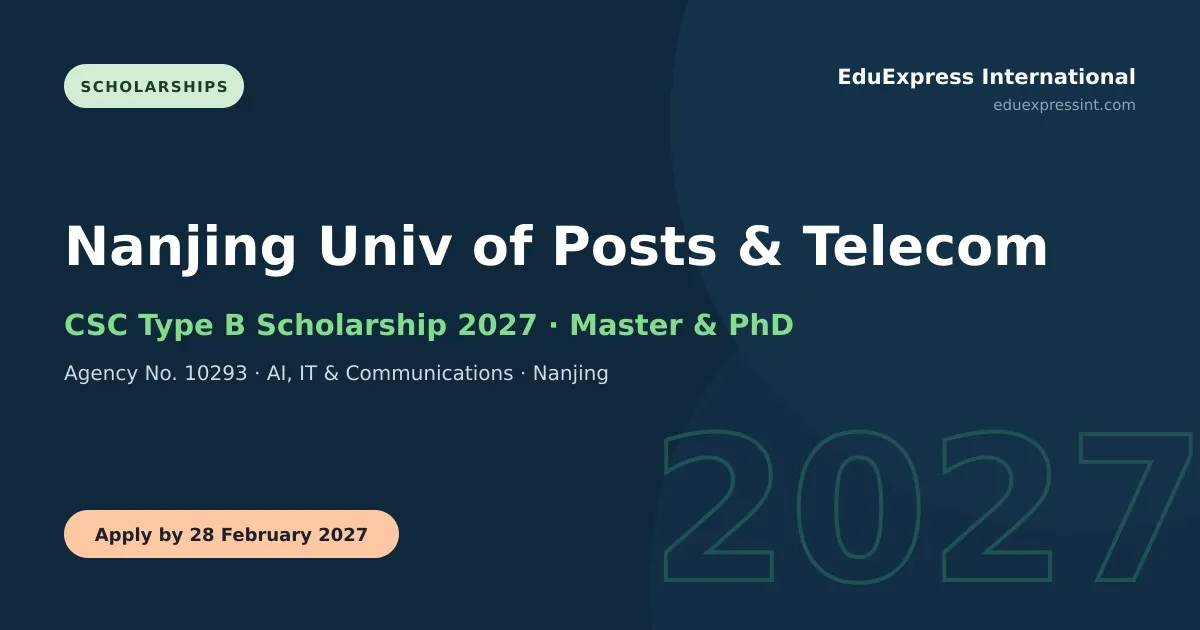 SCHOLARSHIPS
EduExpress International
eduexpressint.com
Nanjing Univ of Posts & Telecom
CSC Type B Scholarship 2027 · Master & PhD
Agency No. 10293 · AI, IT & Communications · Nanjing
2027
Apply by 28 February 2027